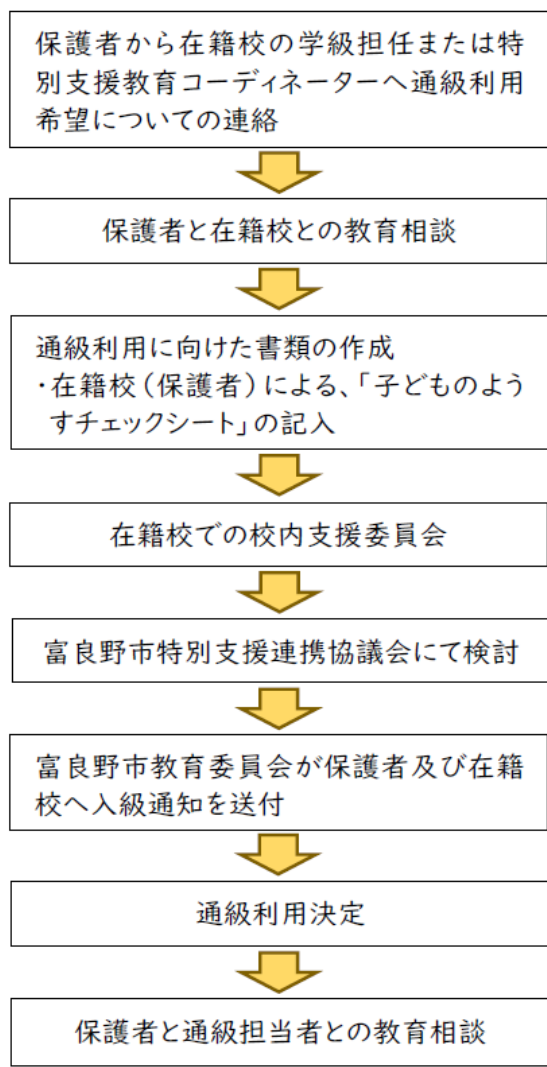 保護者から在籍校の学級担任または特
別支援教育コーディネーターへ通級利用
希望についての連絡
保護者と在籍校との教育相談
通級利用に向けた書類の作成
・在籍校(保護者)による、「子どものよう
すチェックシート」の記入
在籍校での校内支援委員会
富良野市特別支援連携協議会にて検討
富良野市教育委員会が保護者及び在籍
校へ入級通知を送付
通級利用決定
保護者と通級担当者との教育相談